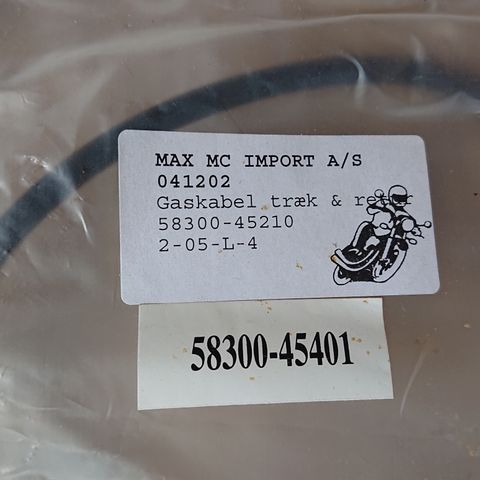 MAX MC IMPORT A/S
041202
Gaskabel træk & retur
58300-45210
2-05-L-4
58300-45401